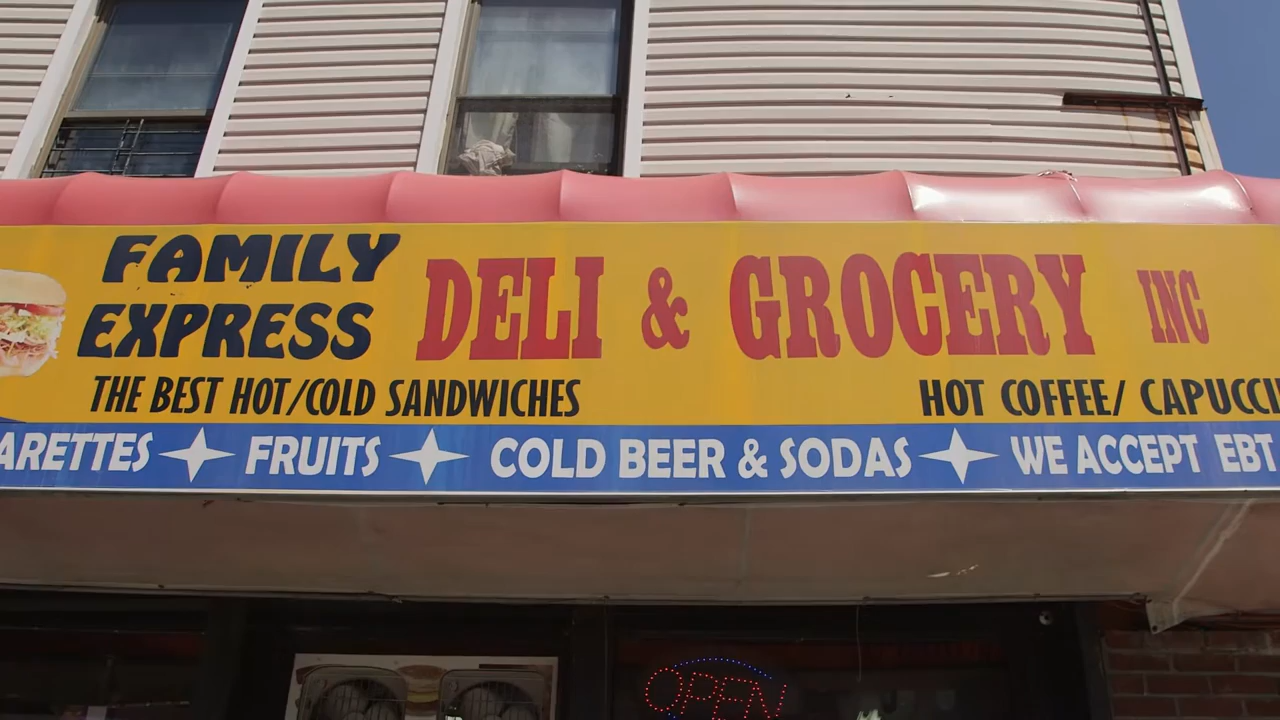 FAMILY
EXPRESS
DELI & GROCERY INC
THE BEST HOT/COLD SANDWICHES
HOT COFFEE/ CAPUCCI
ARETTES FRUITS COLD BEER & SODAS WE ACCEPT EBT
OPEN